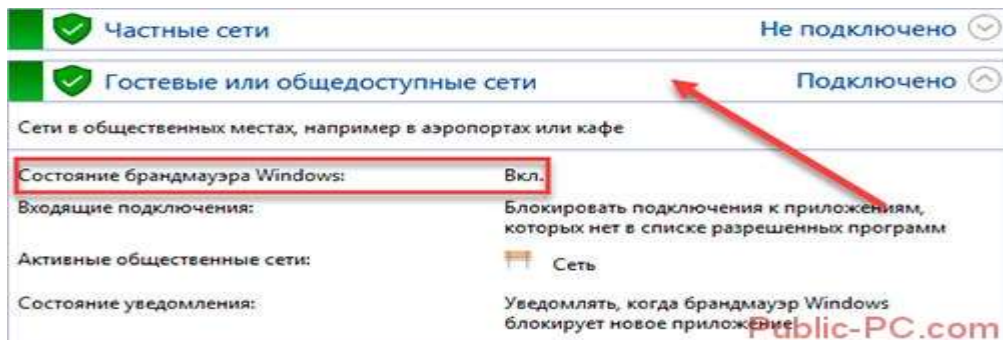 Частные сети Не подключено
Гостевые или общедоступные сети Подключено
Сети в общественных местах, например в аэропортах или кафе
Состояние брандмауэра Windows: Вкл.
Входящие подключения: Блокировать подключения к приложениям,
которых нет в списке разрешенных программ
Активные общественные сети: Сеть
Состояние уведомления: Уведомлять, когда брандмауэр Windows
блокирует новое приложение
Public-PC.com